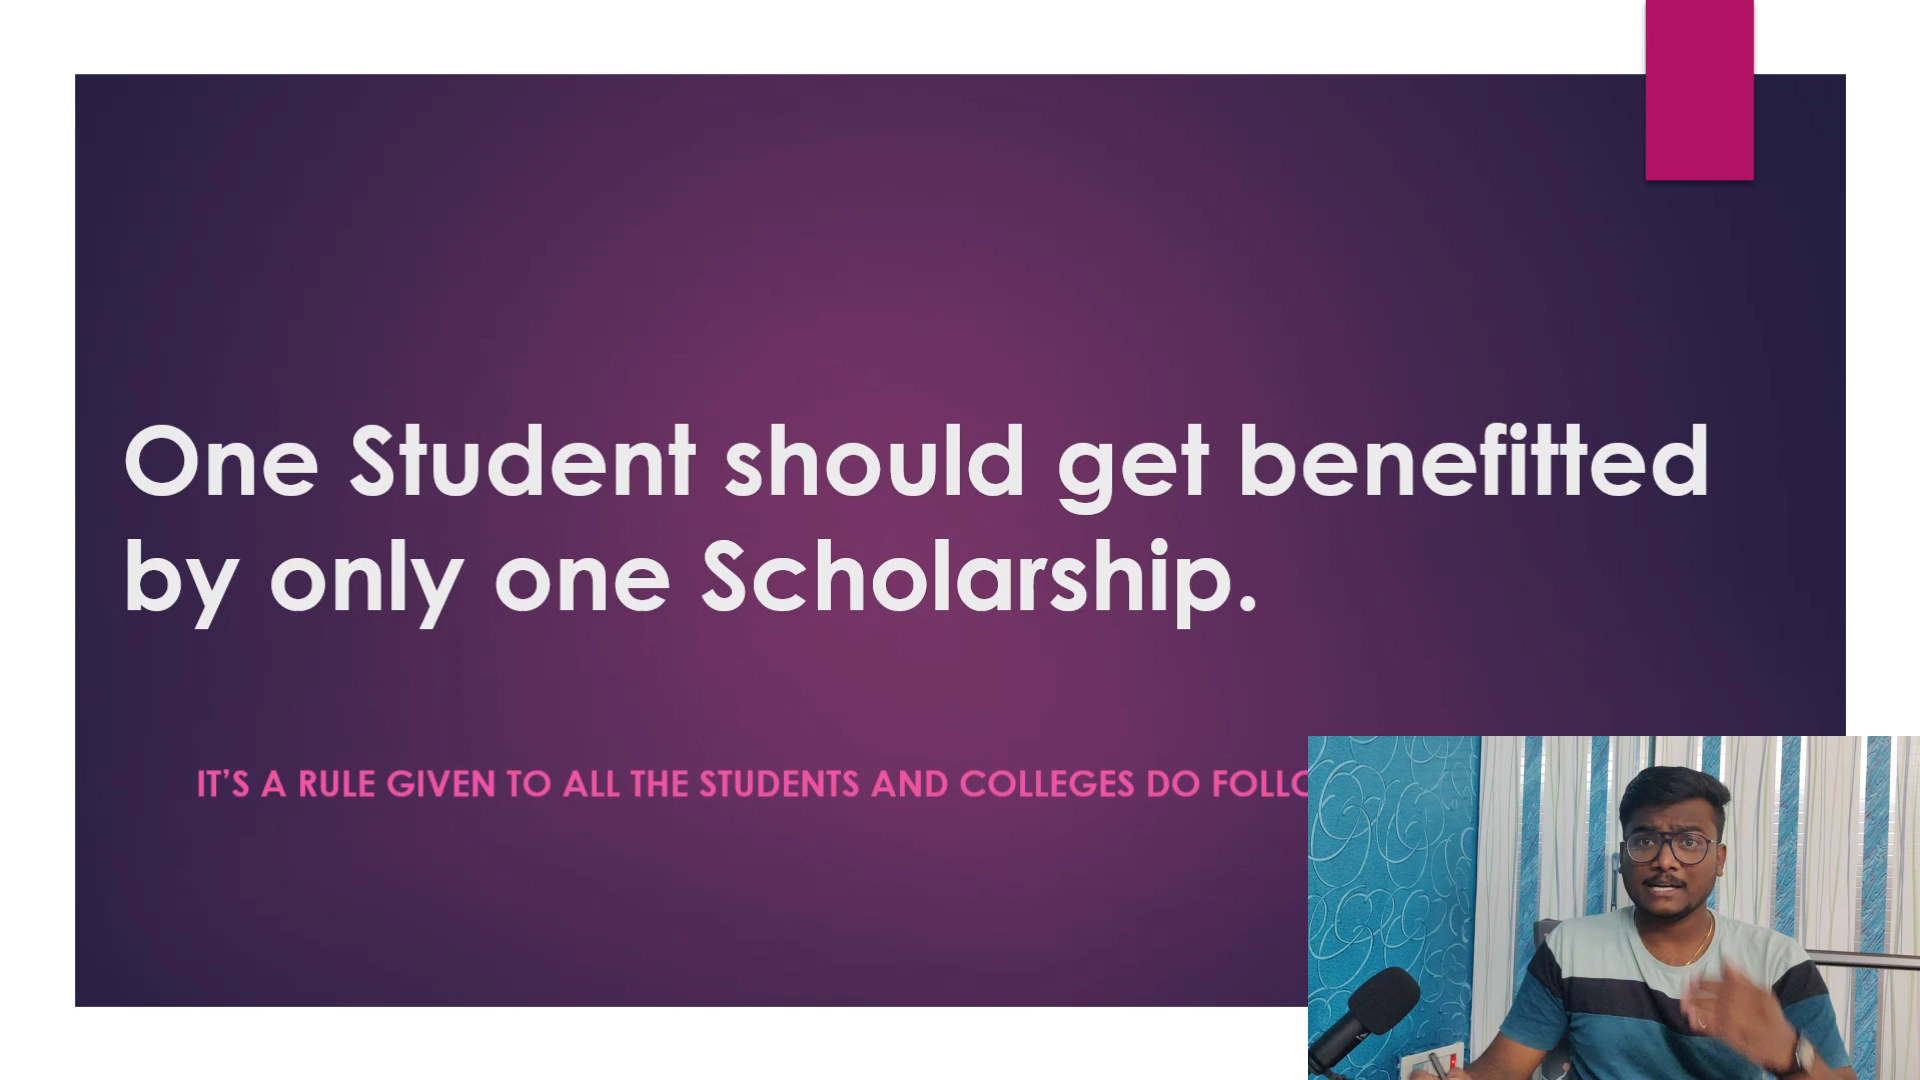 One Student should get benefitted
by only one Scholarship.
IT’S A RULE GIVEN TO ALL THE STUDENTS AND COLLEGES DO